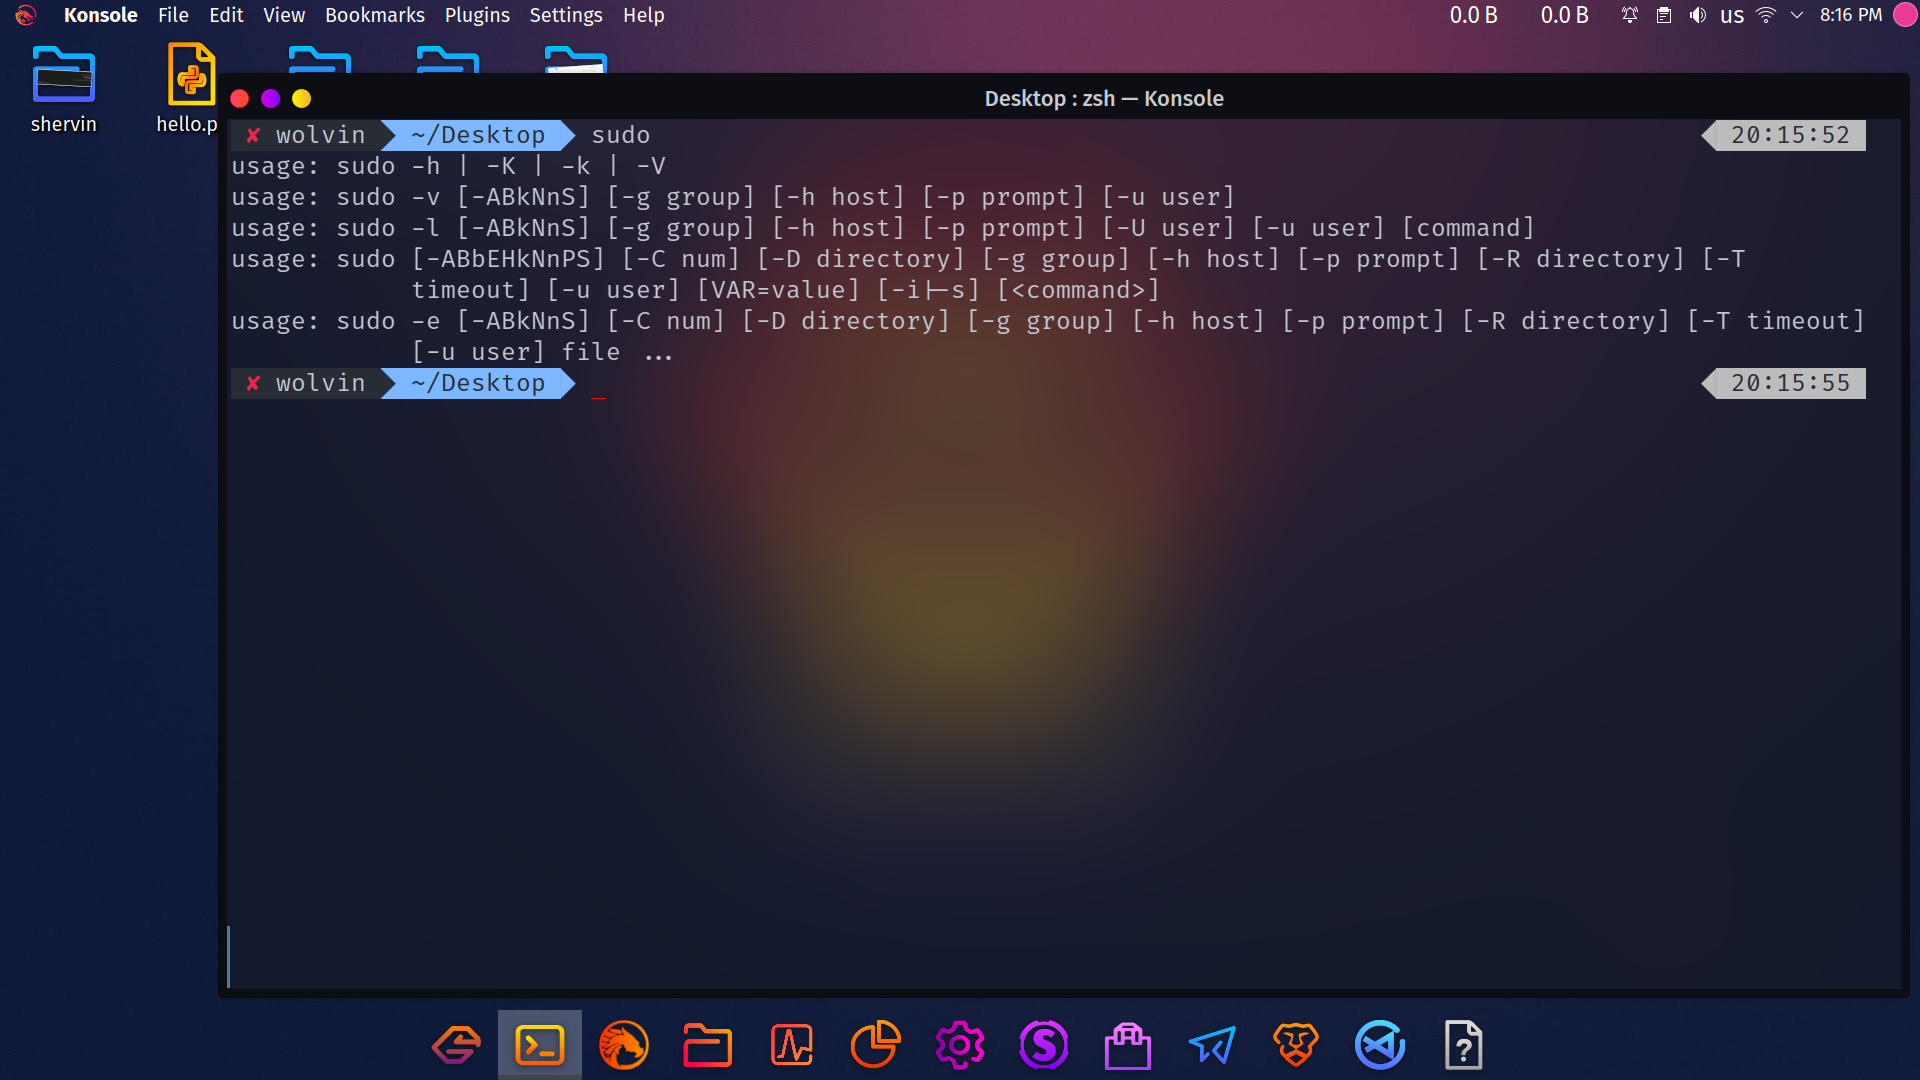 Konsole File Edit View Bookmarks Plugins Settings Help 0.0 B 0.0 B us 8:16 PM
shervin hello.p
Desktop : zsh — Konsole
✘ wolvin ~/Desktop sudo 20:15:52
usage: sudo -h | -K | -k | -V
usage: sudo -v [-ABkNnS] [-g group] [-h host] [-p prompt] [-u user]
usage: sudo -l [-ABkNnS] [-g group] [-h host] [-p prompt] [-U user] [-u user] [command]
usage: sudo [-ABbEHkNnPS] [-C num] [-D directory] [-g group] [-h host] [-p prompt] [-R directory] [-T
timeout] [-u user] [VAR=value] [-i|-s] [<command>]
usage: sudo -e [-ABkNnS] [-C num] [-D directory] [-g group] [-h host] [-p prompt] [-R directory] [-T timeout]
[-u user] file ...
✘ wolvin ~/Desktop _ 20:15:55